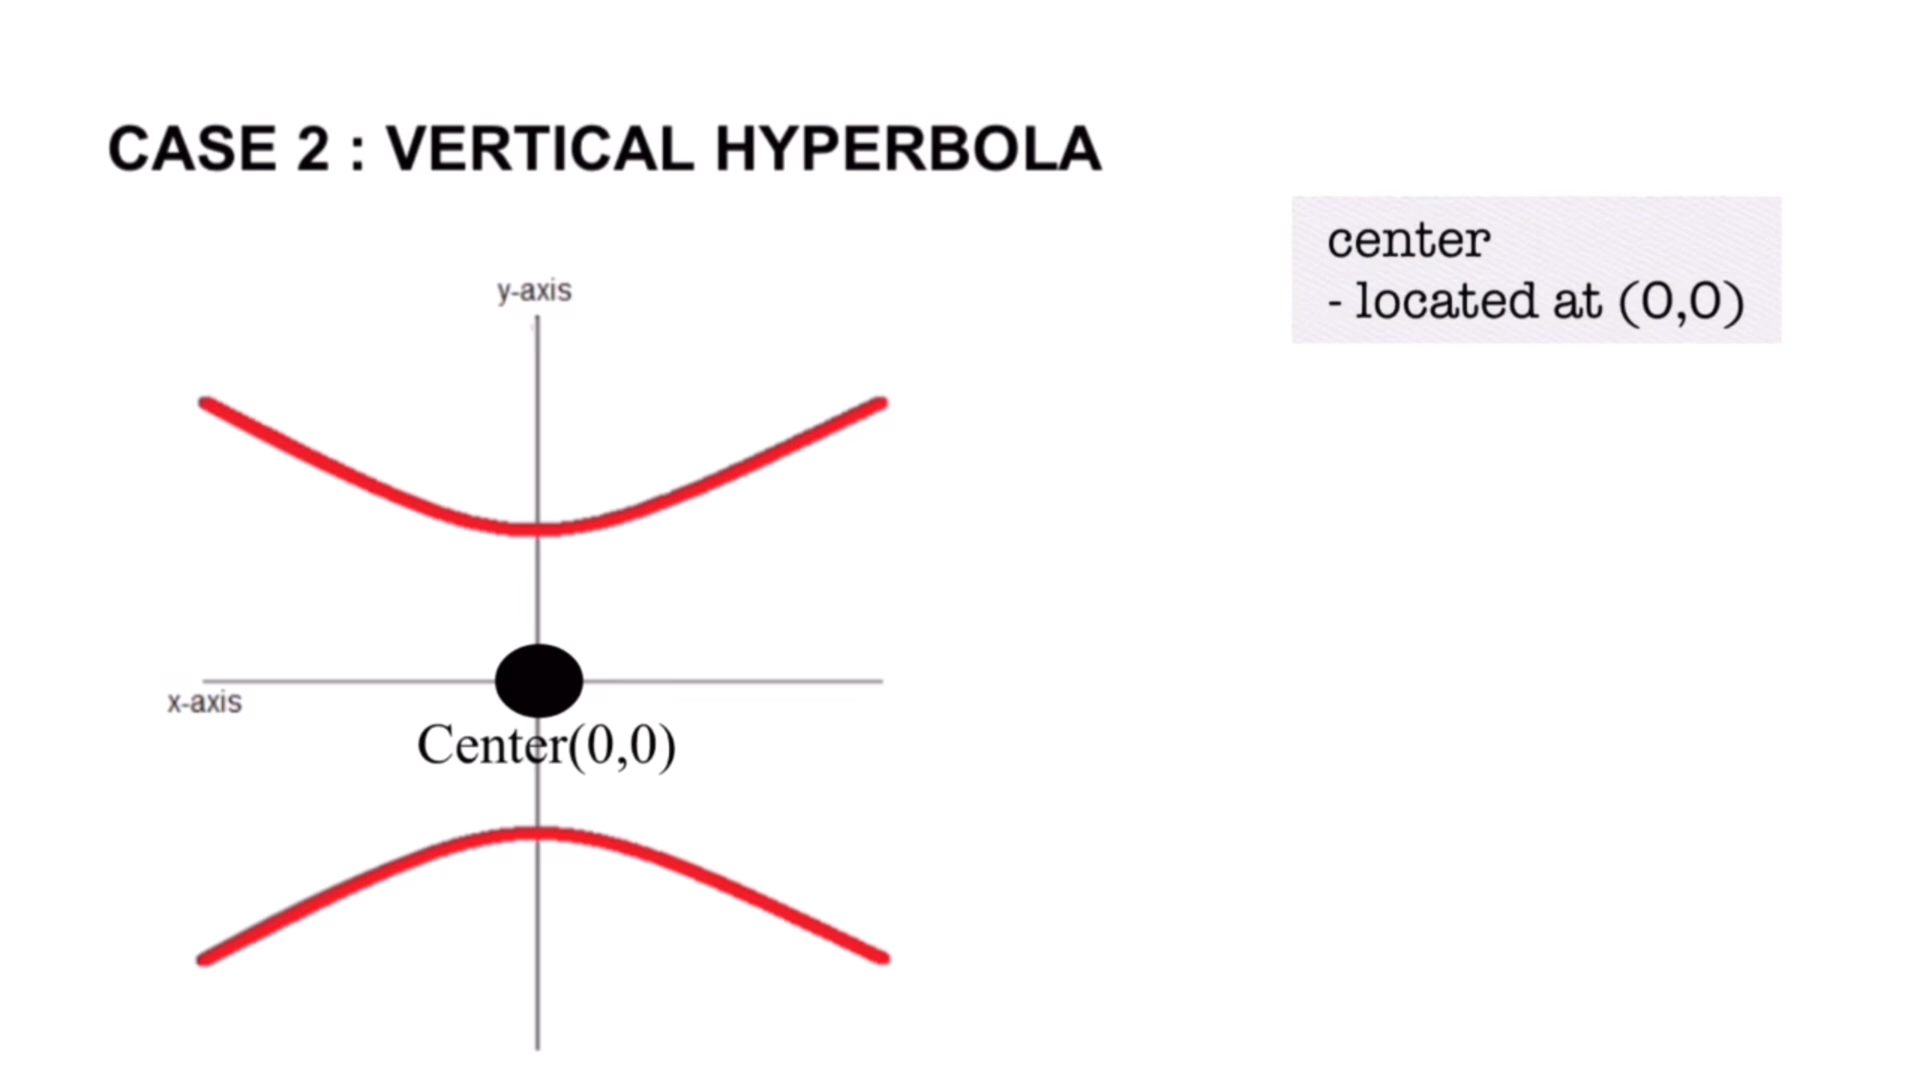 CASE 2 : VERTICAL HYPERBOLA
center
- located at (0,0)
y-axis
x-axis
Center(0,0)